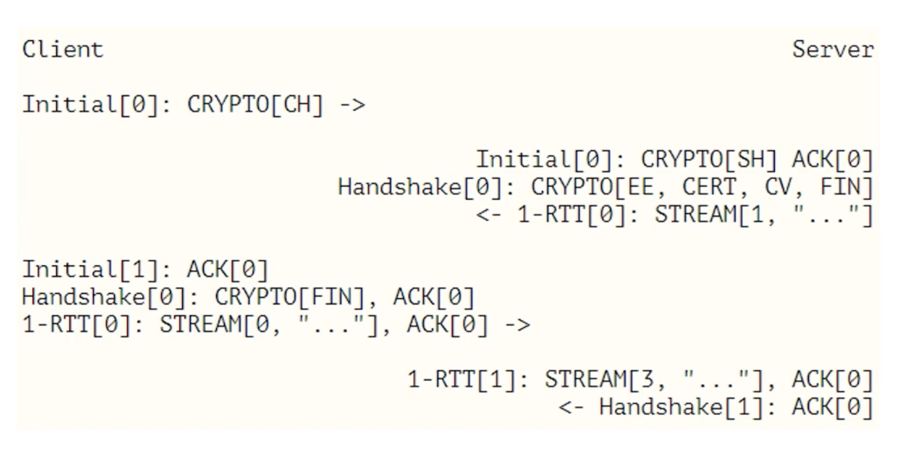 Client Server
Initial[0]: CRYPTO[CH] ->
Initial[0]: CRYPTO[SH] ACK[0]
Handshake[0]: CRYPTO[EE, CERT, CV, FIN]
<- 1-RTT[0]: STREAM[1, "..."]
Initial[1]: ACK[0]
Handshake[0]: CRYPTO[FIN], ACK[0]
1-RTT[0]: STREAM[0, "..."], ACK[0] ->
1-RTT[1]: STREAM[3, "..."], ACK[0]
<- Handshake[1]: ACK[0]